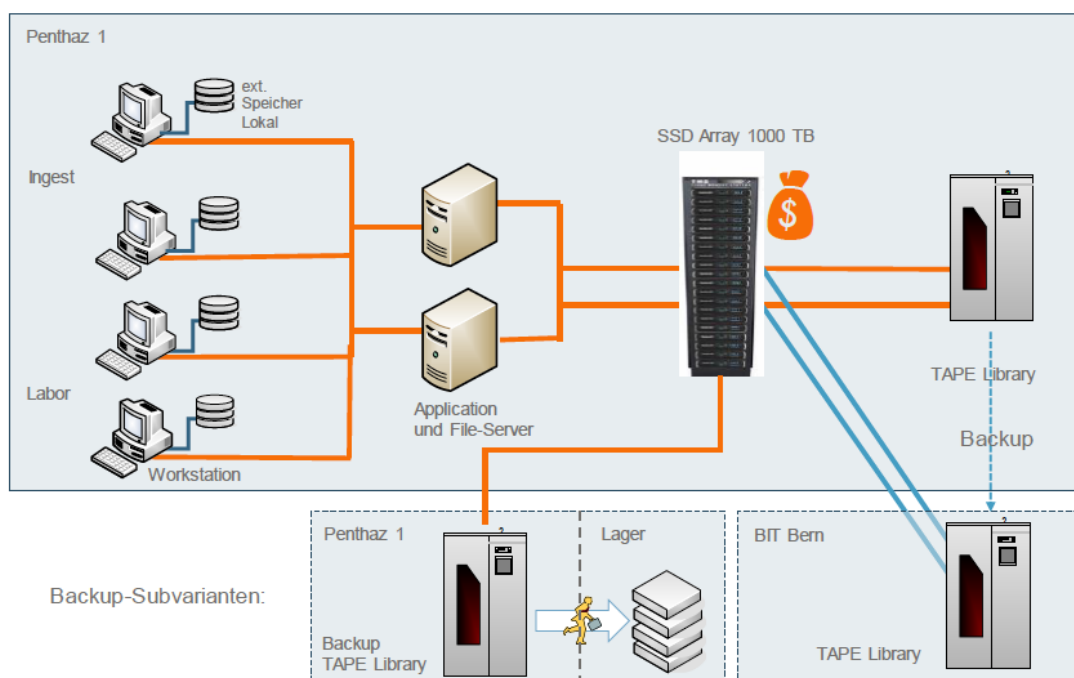 Penthaz 1
ext.
Speicher
Lokal
SSD Array 1000 TB
$
Ingest
Labor
Application
und File-Server
TAPE Library
Backup
Workstation
Penthaz 1
Lager
BIT Bern
Backup-Subvarianten:
Backup
TAPE Library
TAPE Library